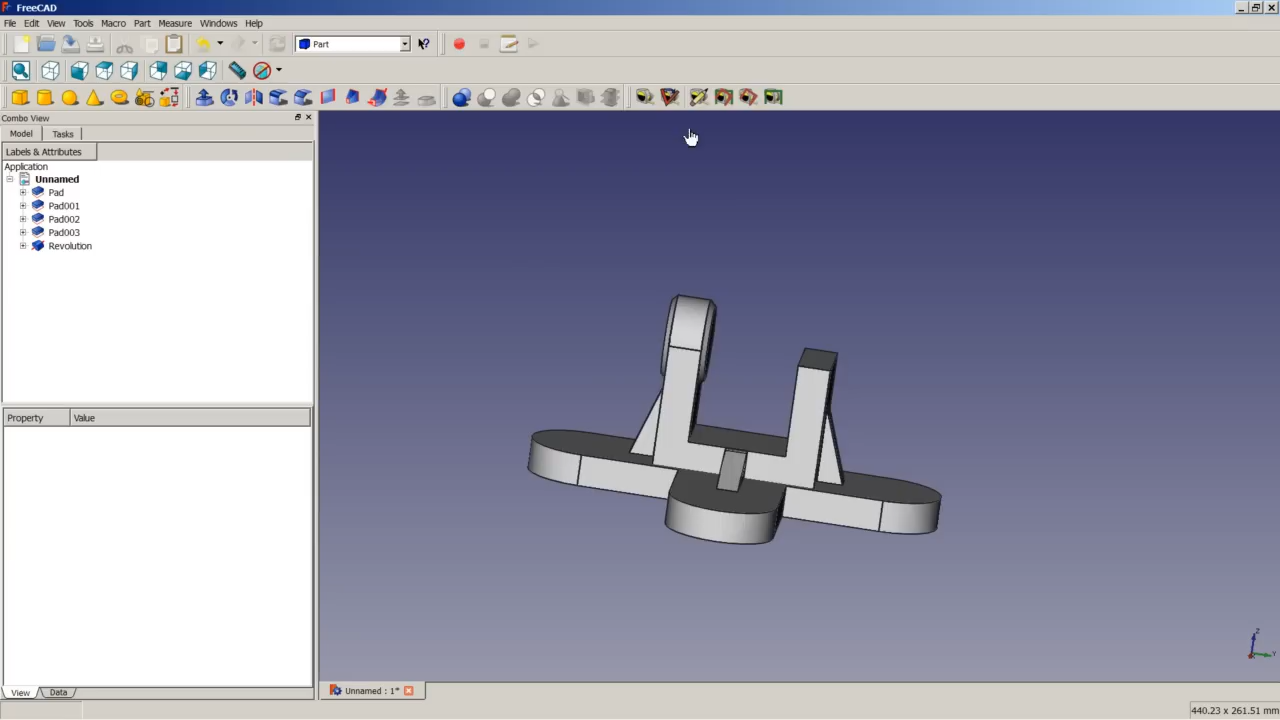 FreeCAD
File Edit View Tools Macro Part Measure Windows Help
Part
Combo View
Model Tasks
Labels & Attributes
Application
Unnamed
Pad
Pad001
Pad002
Pad003
Revolution
Property Value
View Data
Unnamed : 1*
Z
Y
440.23 x 261.51 mm